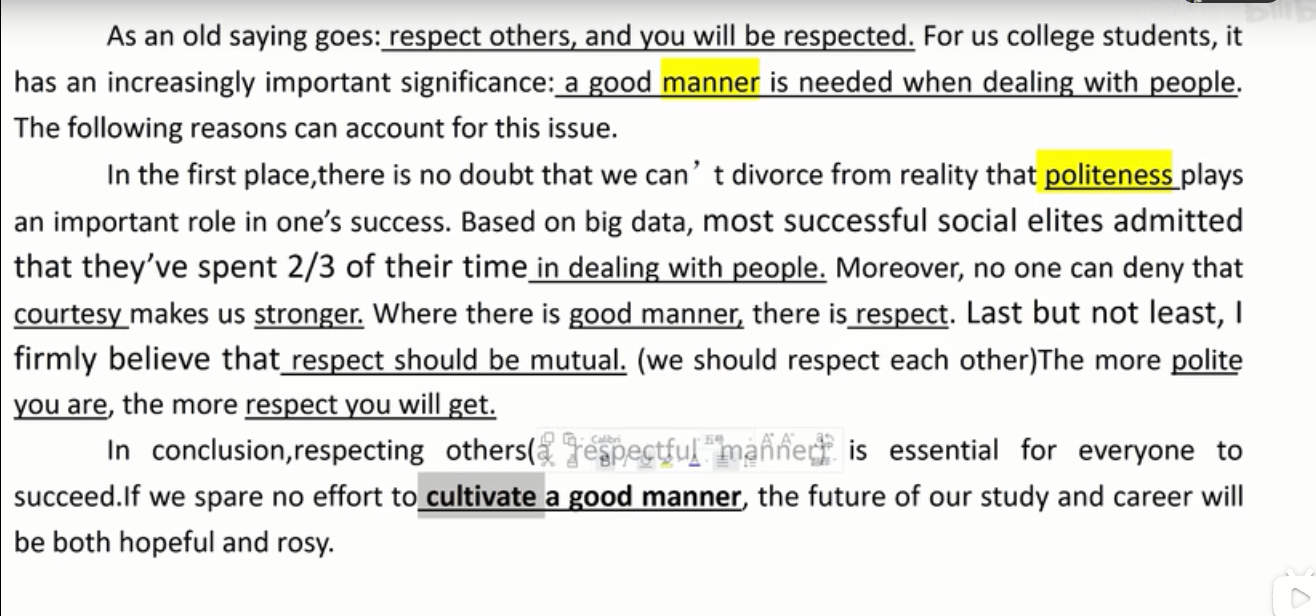 As an old saying goes: respect others, and you will be respected. For us college students, it
has an increasingly important significance: a good manner is needed when dealing with people.
The following reasons can account for this issue.
In the first place,there is no doubt that we can’ t divorce from reality that politeness plays
an important role in one’s success. Based on big data, most successful social elites admitted
that they’ve spent 2/3 of their time in dealing with people. Moreover, no one can deny that
courtesy makes us stronger. Where there is good manner, there is respect. Last but not least, I
firmly believe that respect should be mutual. (we should respect each other)The more polite
you are, the more respect you will get.
In conclusion,respecting others(a respectful manner) is essential for everyone to
succeed.If we spare no effort to cultivate a good manner, the future of our study and career will
be both hopeful and rosy.